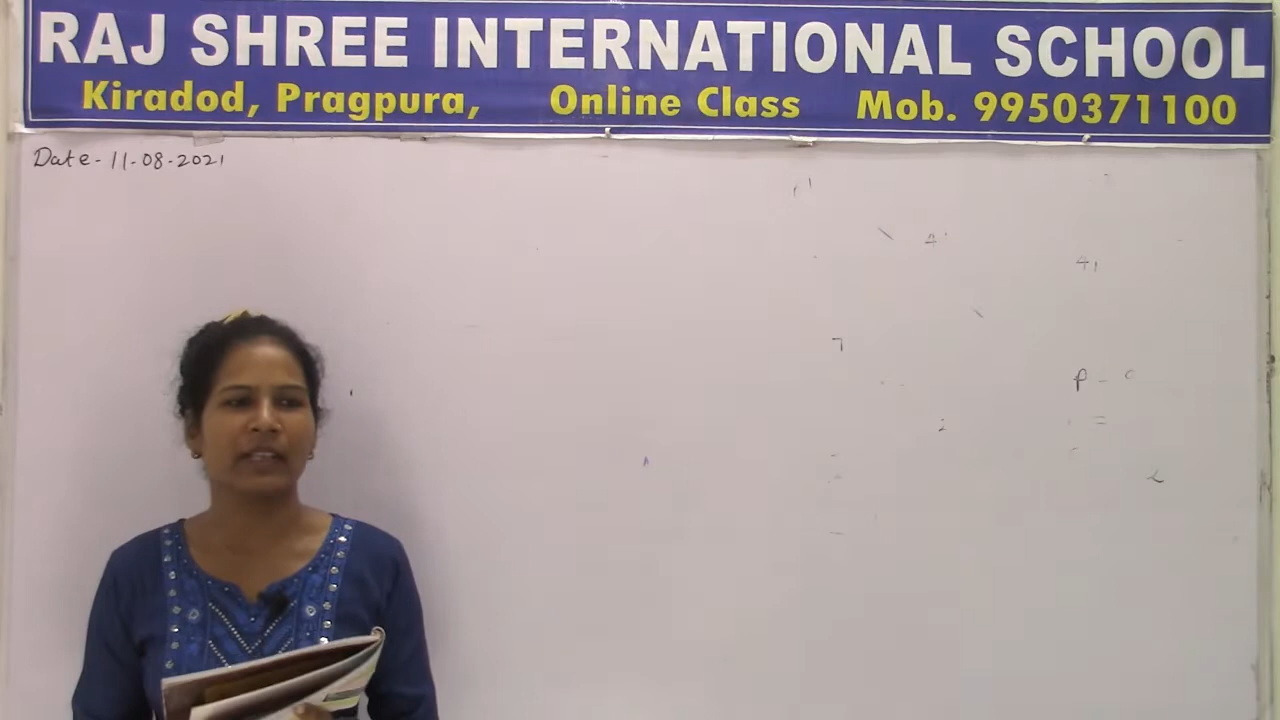 RAJ SHREE INTERNATIONAL SCHOOL
Kiradod, Pragpura, Online Class Mob. 9950371100
Date-11-08-2021